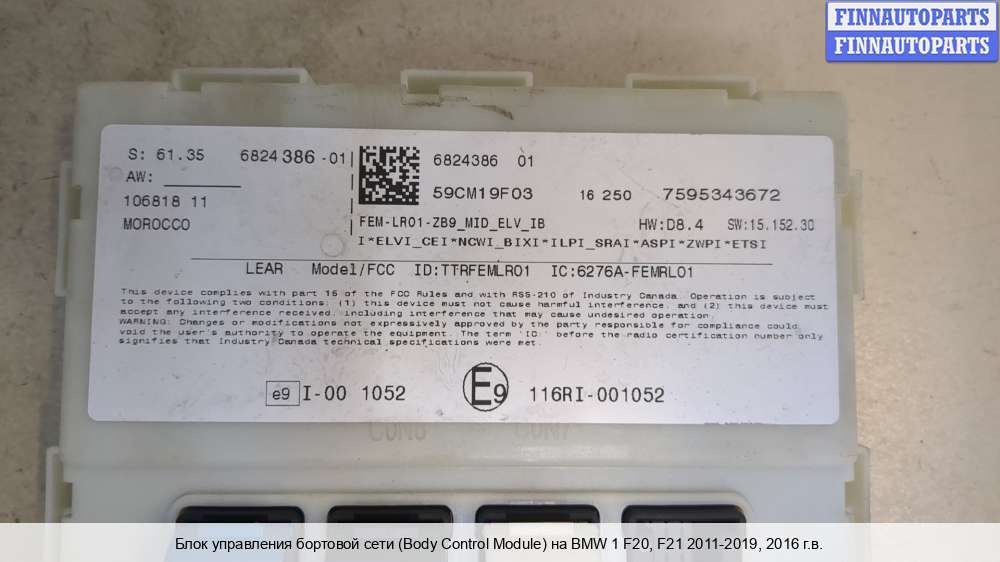 FINNAUTOPARTS
FINNAUTOPARTS
S: 61.35 6824 386 -01
6824386 01
AW:
59CM19F03 16 250 7595343672
106818 11
FEM-LR01-ZB9_MID_ELV_IB HW:D8.4 SW:15.152.30
MOROCCO
I*ELVI_CEI*NCWI_BIXI*ILPI_SRAI*ASPI*ZWPI*ETSI
LEAR Model/FCC ID:TTRFEMLR01 IC:6276A-FEMRL01
This device complies with part 15 of the FCC Rules and with RSS-210 of Industry Canada. Operation is subject
to the following two conditions: (1) this device must not cause harmful interference, and (2) this device must
accept any interference received, including interference that may cause undesired operation.
WARNING: Changes or modifications not expressively approved by the party responsible for compliance could
void the user's authority to operate the equipment. The term 'IC:' before the radio certification number only
signifies that Industry Canada technical specifications were met.
e9 I-00 1052 E9 116RI-001052
Блок управления бортовой сети (Body Control Module) на BMW 1 F20, F21 2011-2019, 2016 г.в.